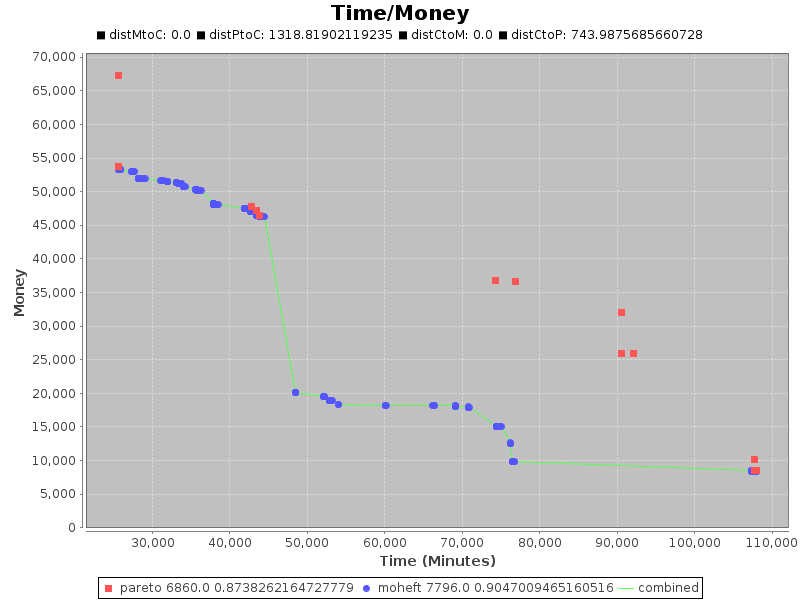 Time/Money
distMtoC: 0.0 distPtoC: 1318.81902119235 distCtoM: 0.0 distCtoP: 743.9875685660728
70,000
65,000
60,000
55,000
50,000
45,000
40,000
35,000
30,000
25,000
20,000
15,000
10,000
5,000
0
Money
30,000 40,000 50,000 60,000 70,000 80,000 90,000 100,000 110,000
Time (Minutes)
pareto 6860.0 0.8738262164727779 moheft 7796.0 0.9047009465160516 combined